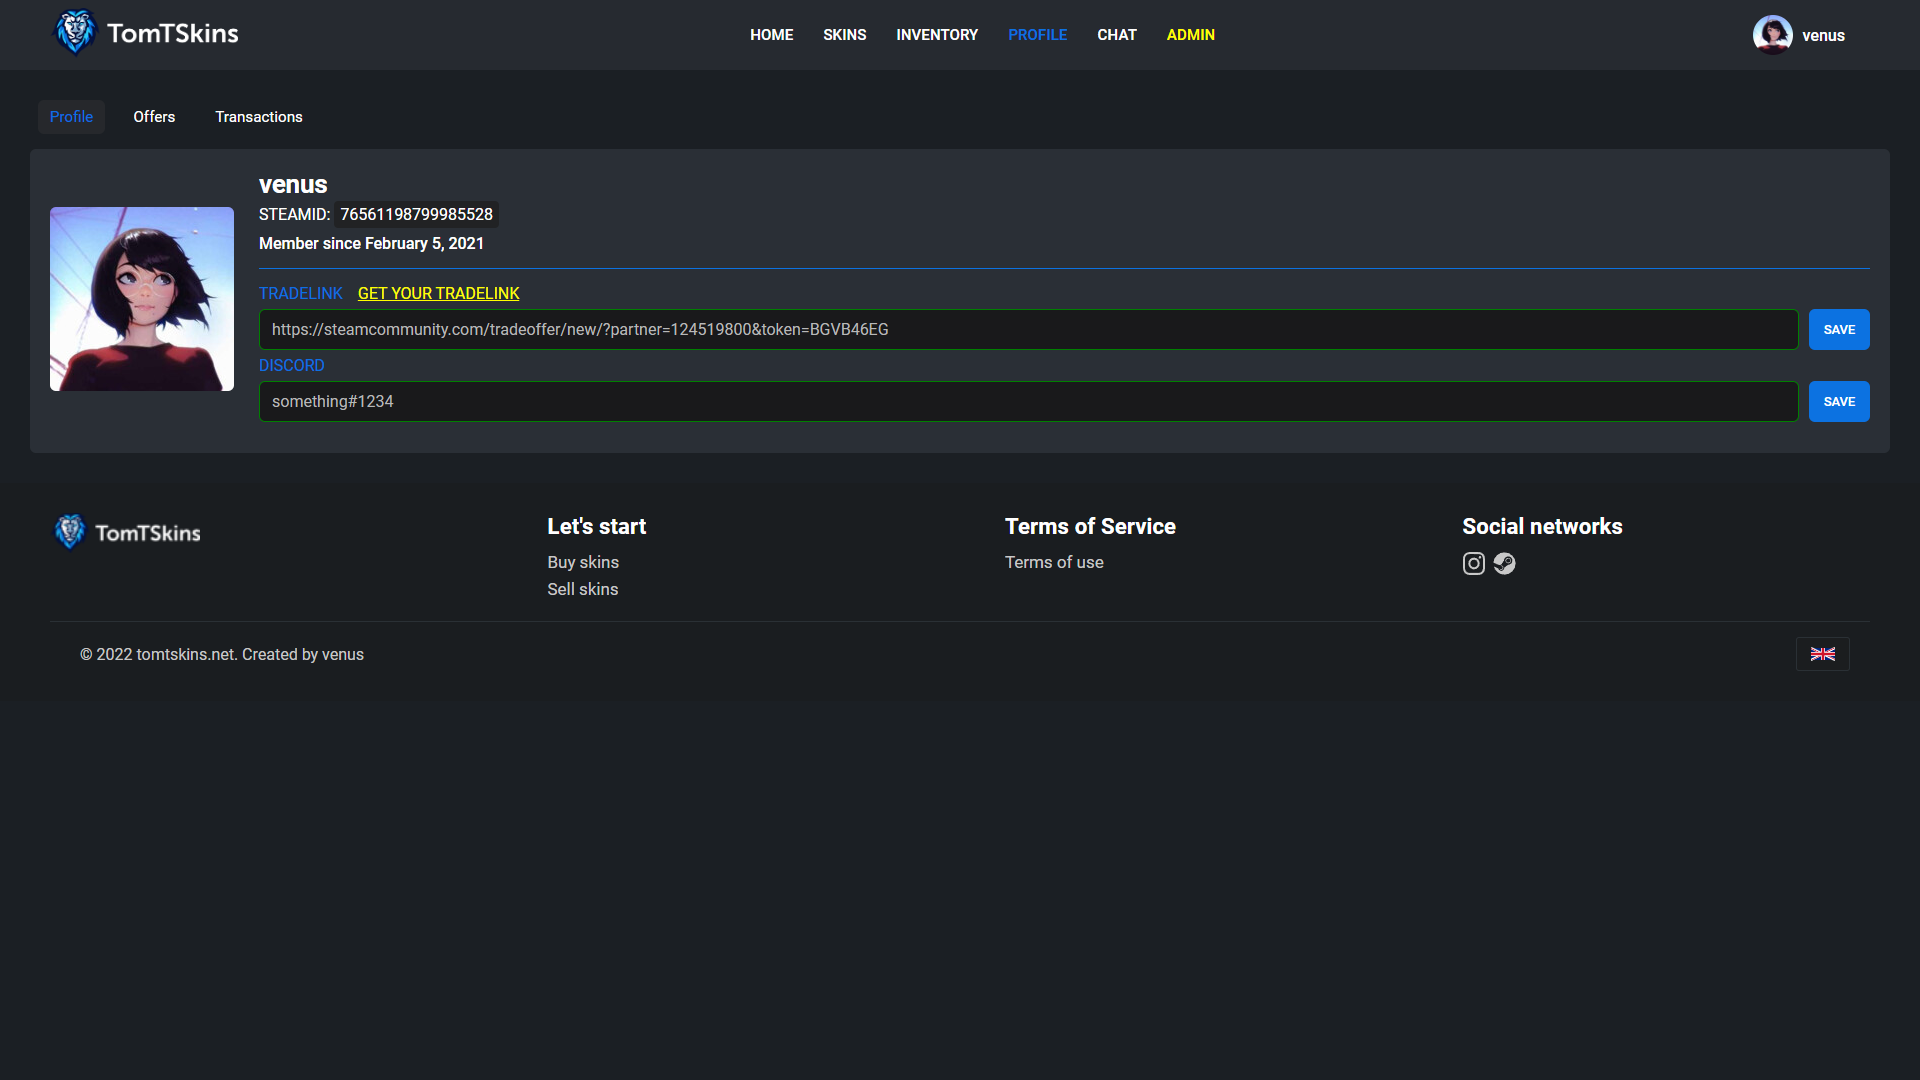 TomTSkins
HOME SKINS INVENTORY PROFILE CHAT ADMIN
venus
Profile Offers Transactions
venus
STEAMID: 76561198799985528
Member since February 5, 2021
TRADELINK GET YOUR TRADELINK
https://steamcommunity.com/tradeoffer/new/?partner=124519800&token=BGVB46EG
SAVE
DISCORD
something#1234
SAVE
TomTSkins
Let's start
Buy skins
Sell skins
Terms of Service
Terms of use
Social networks
© 2022 tomtskins.net. Created by venus